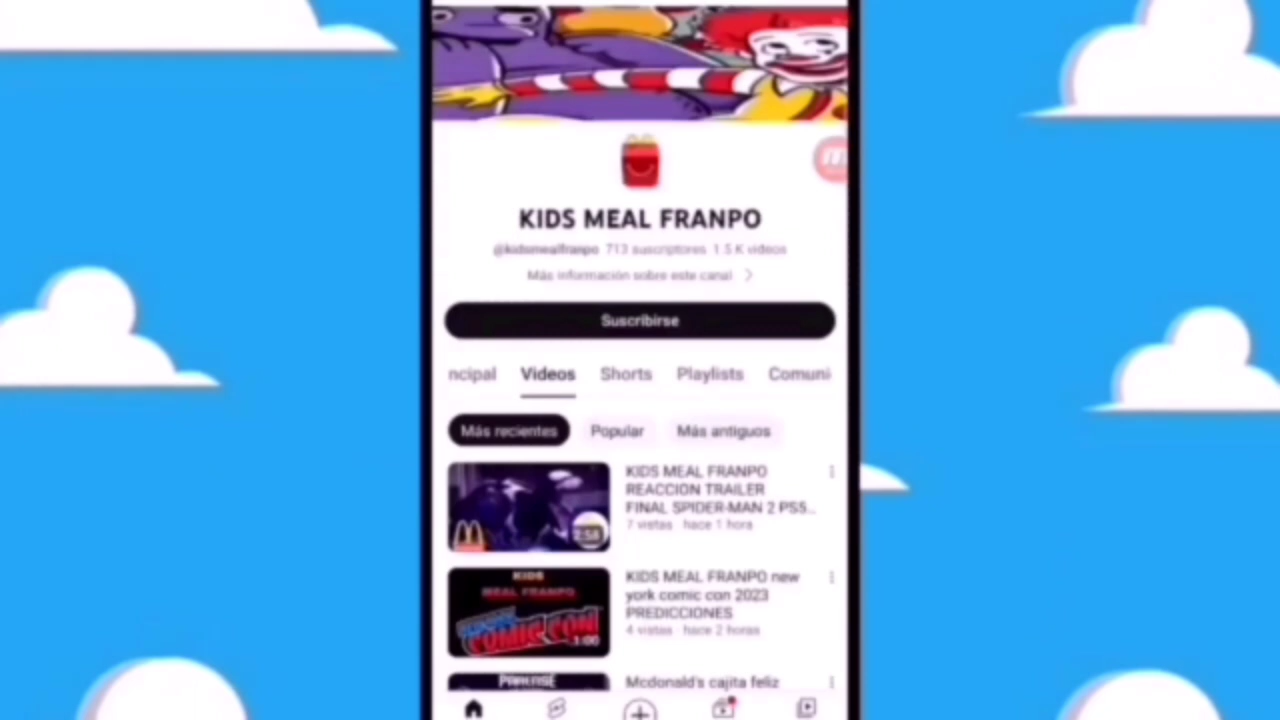 KIDS MEAL FRANPO
@kidsmealfranpo 713 suscriptores 1.5 K videos
Más información sobre este canal
Suscribirse
ncipal Videos Shorts Playlists Comuni
Más recientes Popular Más antiguos
KIDS MEAL FRANPO
REACCION TRAILER
FINAL SPIDER-MAN 2 PS5...
7 vistas · hace 1 hora
2:58
KIDS
MEAL FRANPO
COMIC CON
1:00
KIDS MEAL FRANPO new
york comic con 2023
PREDICCIONES
4 vistas · hace 2 horas
Mcdonald's cajita feliz